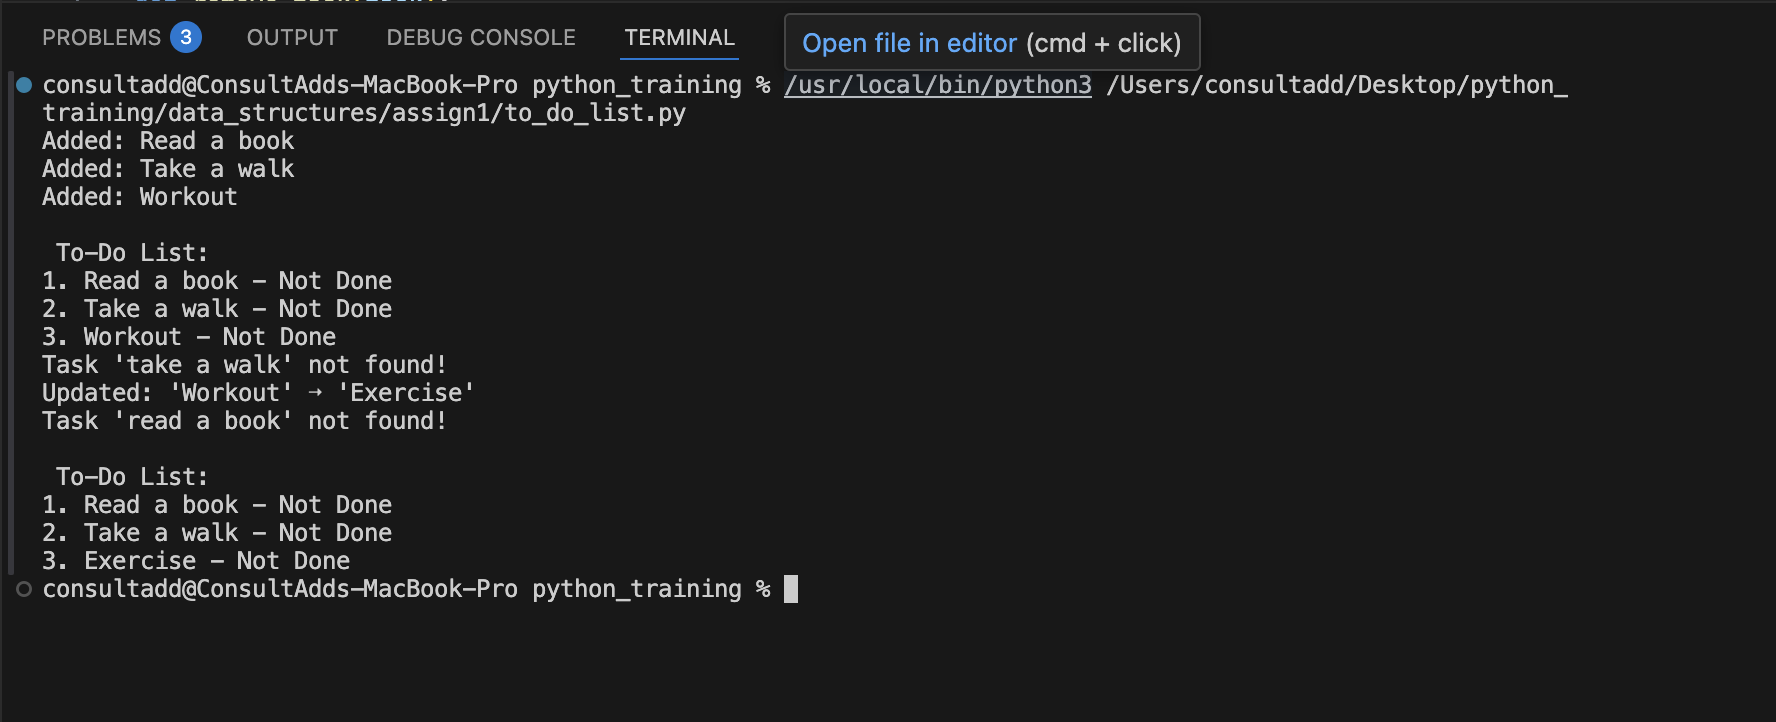 PROBLEMS 3 OUTPUT DEBUG CONSOLE TERMINAL Open file in editor (cmd + click)
consultadd@ConsultAdds-MacBook-Pro python_training % /usr/local/bin/python3 /Users/consultadd/Desktop/python_
training/data_structures/assign1/to_do_list.py
Added: Read a book
Added: Take a walk
Added: Workout
To-Do List:
1. Read a book - Not Done
2. Take a walk - Not Done
3. Workout - Not Done
Task 'take a walk' not found!
Updated: 'Workout' → 'Exercise'
Task 'read a book' not found!
To-Do List:
1. Read a book - Not Done
2. Take a walk - Not Done
3. Exercise - Not Done
consultadd@ConsultAdds-MacBook-Pro python_training %